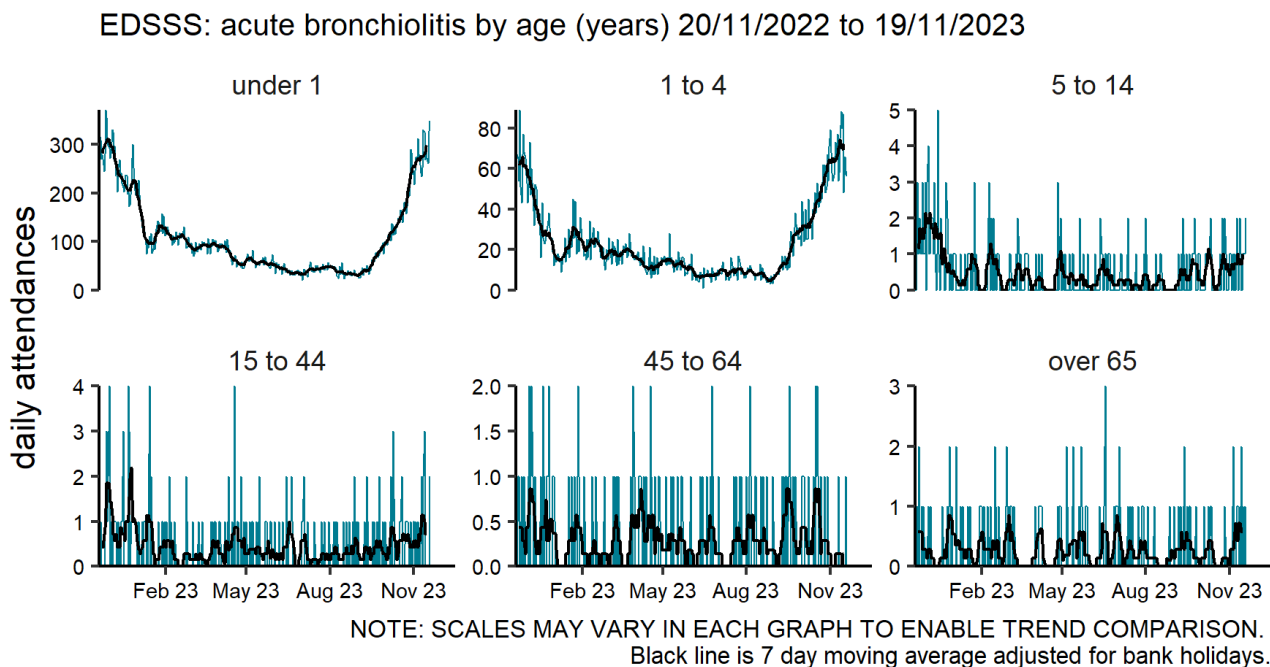 EDSSS: acute bronchiolitis by age (years) 20/11/2022 to 19/11/2023
daily attendances
under 1
300
200
100
0
1 to 4
80
60
40
20
0
5 to 14
5
4
3
2
1
0
15 to 44
4
3
2
1
0
Feb 23 May 23 Aug 23 Nov 23
45 to 64
2.0
1.5
1.0
0.5
0.0
Feb 23 May 23 Aug 23 Nov 23
over 65
3
2
1
0
Feb 23 May 23 Aug 23 Nov 23
NOTE: SCALES MAY VARY IN EACH GRAPH TO ENABLE TREND COMPARISON.
Black line is 7 day moving average adjusted for bank holidays.